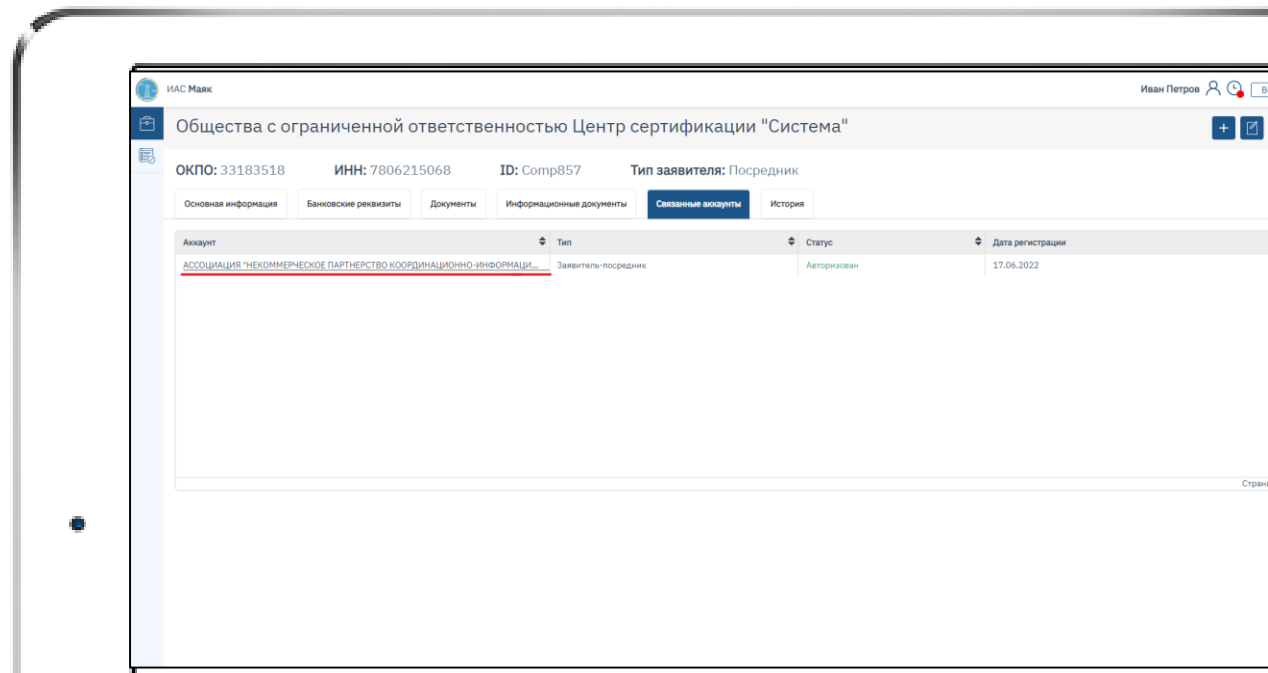 ИАС Маяк
Иван Петров
Общества с ограниченной ответственностью Центр сертификации "Система"
ОКПО: 33183518 ИНН: 7806215068 ID: Comp857 Тип заявителя: Посредник
Основная информация Банковские реквизиты Документы Информационные документы Связанные аккаунты История
Аккаунт Тип Статус Дата регистрации
АССОЦИАЦИЯ "НЕКОММЕРЧЕСКОЕ ПАРТНЕРСТВО КООРДИНАЦИОННО-ИНФОРМАЦИ... Заявитель-посредник Авторизован 17.06.2022